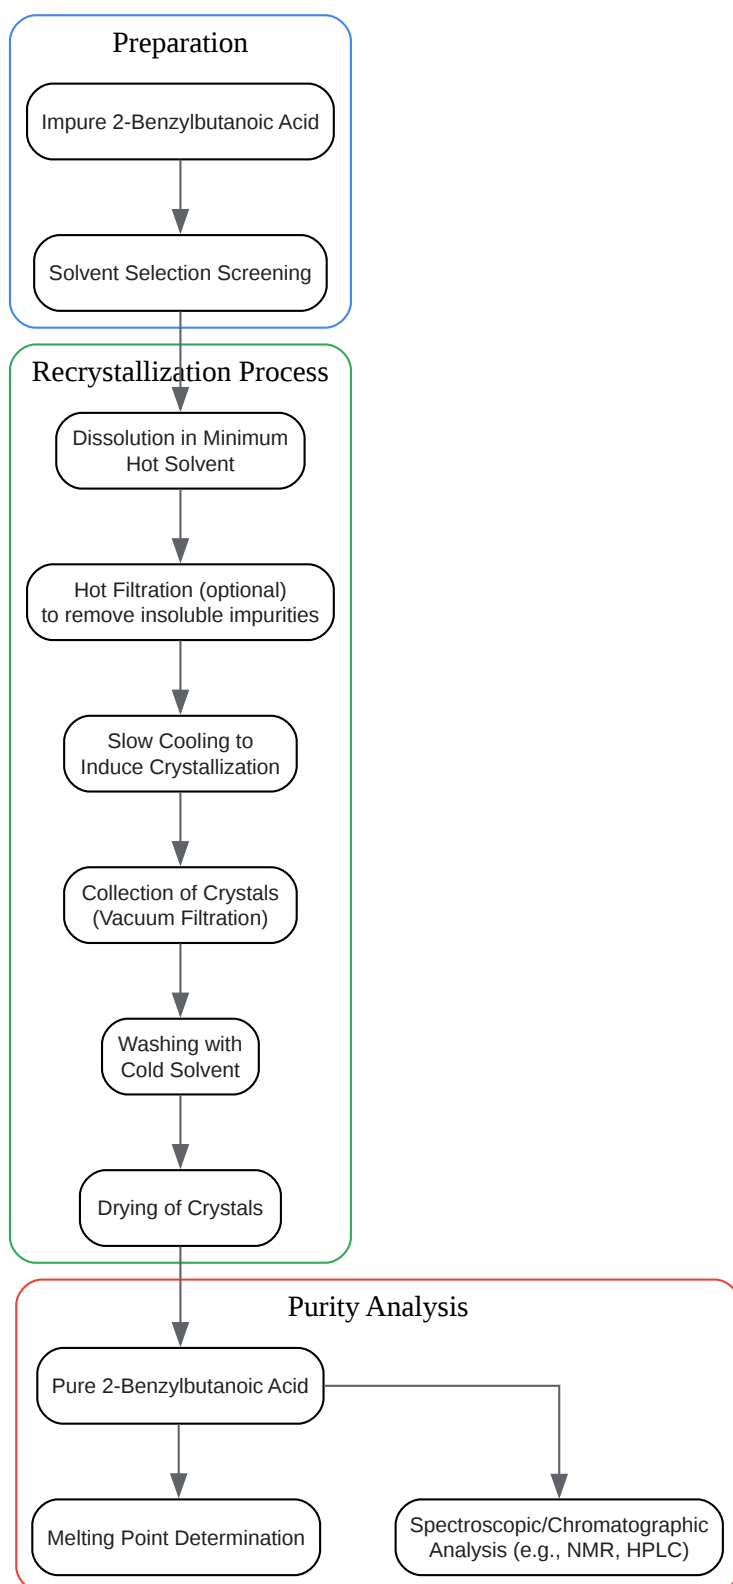 Preparation
Impure 2-Benzylbutanoic Acid
Solvent Selection Screening
Recrystallization Process
Dissolution in Minimum
Hot Solvent
Hot Filtration (optional)
to remove insoluble impurities
Slow Cooling to
Induce Crystallization
Collection of Crystals
(Vacuum Filtration)
Washing with
Cold Solvent
Drying of Crystals
Purity Analysis
Pure 2-Benzylbutanoic Acid
Melting Point Determination
Spectroscopic/Chromatographic
Analysis (e.g., NMR, HPLC)